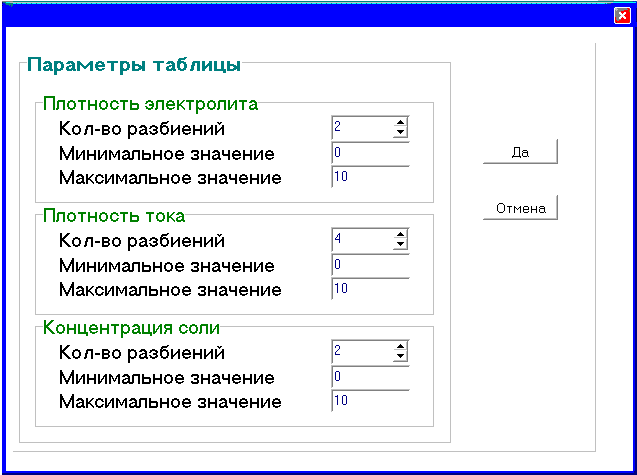 Параметры таблицы
Плотность электролита
Кол-во разбиений 2
Минимальное значение 0
Максимальное значение 10
Да
Плотность тока
Отмена
Кол-во разбиений 4
Минимальное значение 0
Максимальное значение 10
Концентрация соли
Кол-во разбиений 2
Минимальное значение 0
Максимальное значение 10